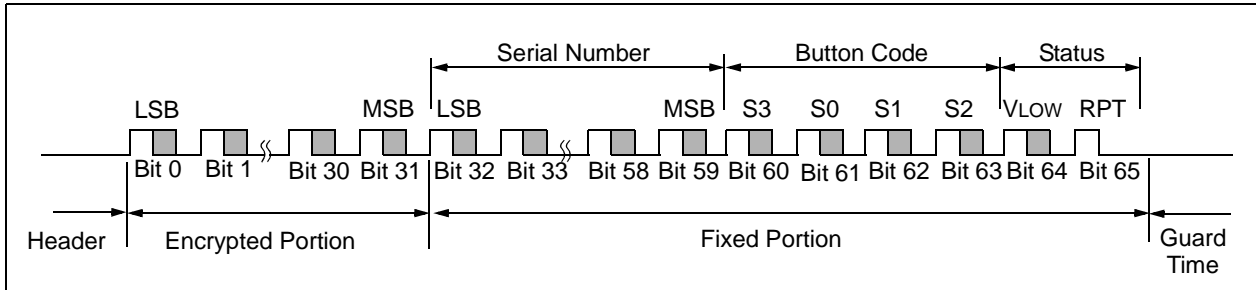 Serial Number Button Code Status
LSB MSB LSB MSB S3 S0 S1 S2 VLOW RPT
Bit 0 Bit 1 Bit 30 Bit 31 Bit 32 Bit 33 Bit 58 Bit 59 Bit 60 Bit 61 Bit 62 Bit 63 Bit 64 Bit 65
Header Encrypted Portion Fixed Portion Guard
Time